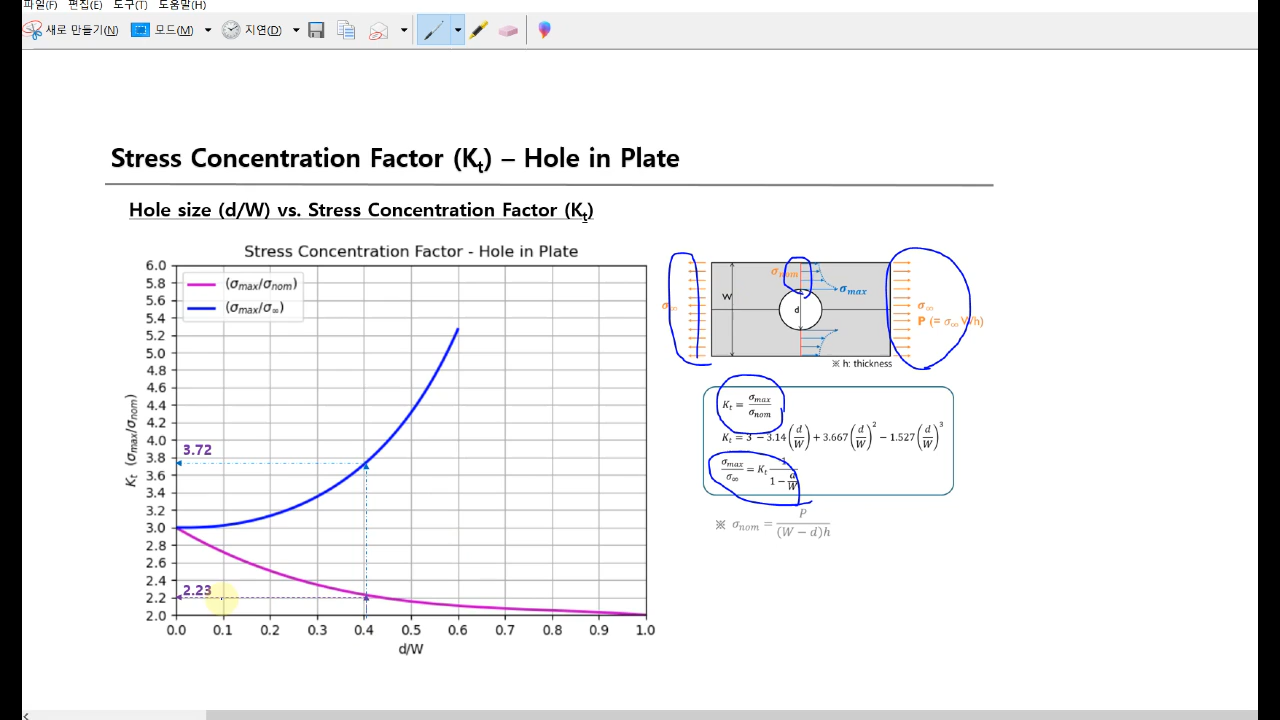 파일(F) 편집(E) 도구(T) 도움말(H)
새로 만들기(N) 모드(M) 지연(D)
Stress Concentration Factor (Kt) – Hole in Plate
Hole size (d/W) vs. Stress Concentration Factor (Kt)
Stress Concentration Factor - Hole in Plate
(σmax/σnom)
(σmax/σ∞)
Kt (σmax/σnom)
6.0
5.8
5.6
5.4
5.2
5.0
4.8
4.6
4.4
4.2
4.0
3.8
3.6
3.4
3.2
3.0
2.8
2.6
2.4
2.2
2.0
3.72
2.23
0.0 0.1 0.2 0.3 0.4 0.5 0.6 0.7 0.8 0.9 1.0
d/W
σnom
σmax
W
d
σ∞
σ∞
P (= σ∞ Wh)
※ h: thickness
Kt = σmax/σnom
Kt = 3 − 3.14(d/W) + 3.667(d/W)² − 1.527(d/W)³
σmax/σ∞ = Kt 1/(1 − d/W)
※ σnom = P/((W − d)h)